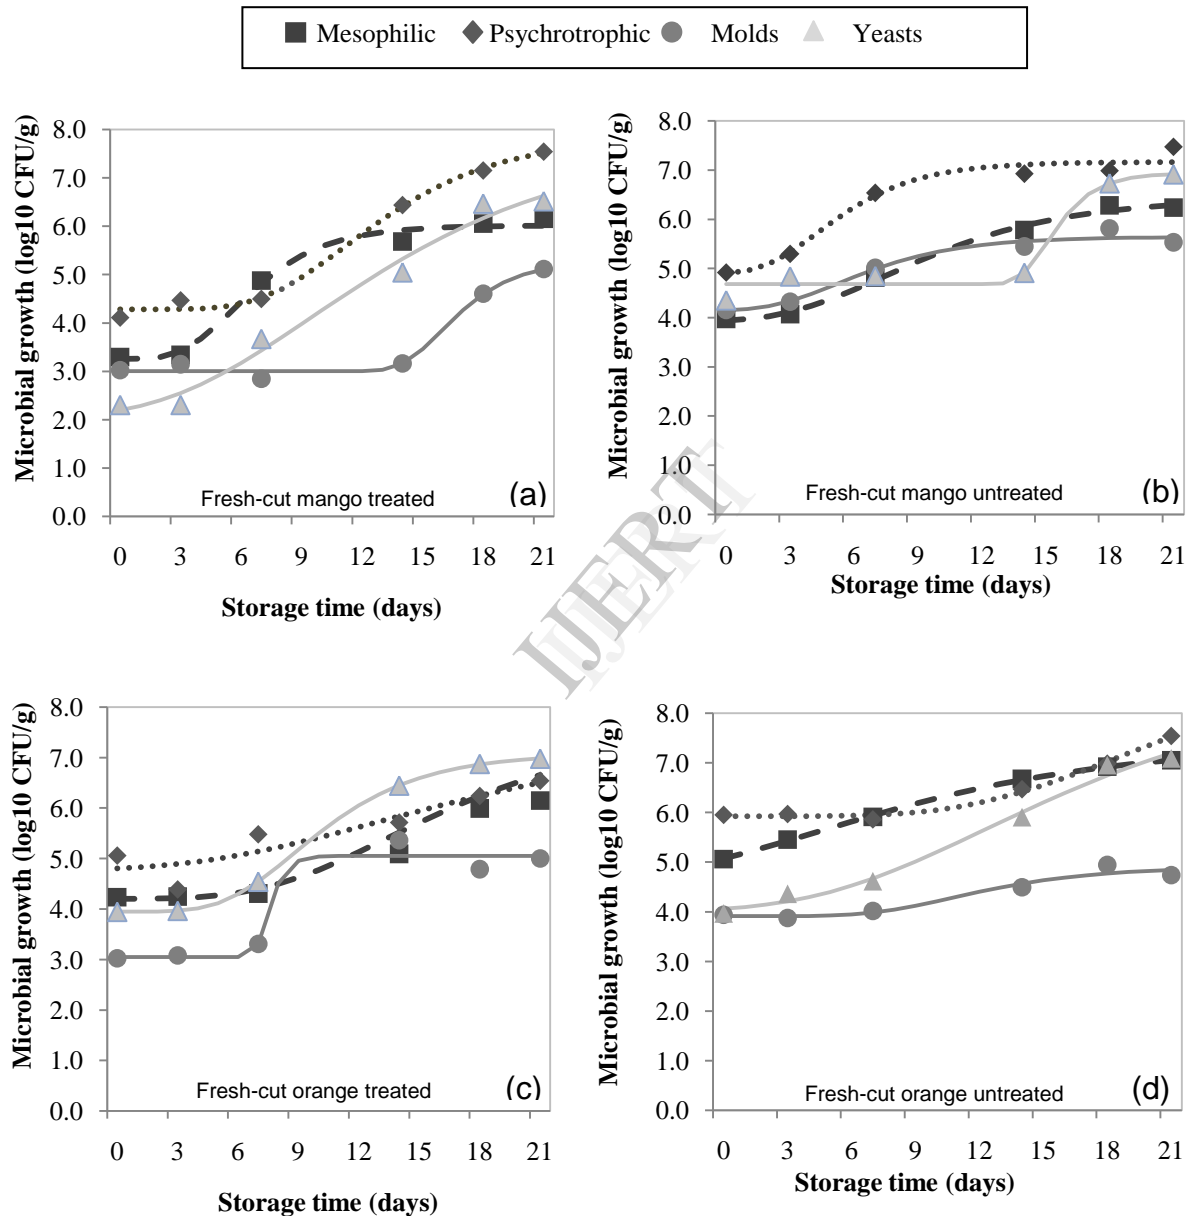 Mesophilic Psychrotrophic Molds Yeasts
Microbial growth (log10 CFU/g)
8.0
7.0
6.0
5.0
4.0
3.0
2.0
1.0
0.0
Fresh-cut mango treated (a)
0 3 6 9 12 15 18 21
Storage time (days)
Microbial growth (log10 CFU/g)
8.0
7.0
6.0
5.0
4.0
3.0
2.0
1.0
0.0
Fresh-cut mango untreated (b)
0 3 6 9 12 15 18 21
Storage time (days)
IJERT
Microbial growth (log10 CFU/g)
8.0
7.0
6.0
5.0
4.0
3.0
2.0
1.0
0.0
Fresh-cut orange treated (c)
0 3 6 9 12 15 18 21
Storage time (days)
Microbial growth (log10 CFU/g)
8.0
7.0
6.0
5.0
4.0
3.0
2.0
1.0
0.0
Fresh-cut orange untreated (d)
0 3 6 9 12 15 18 21
Storage time (days)